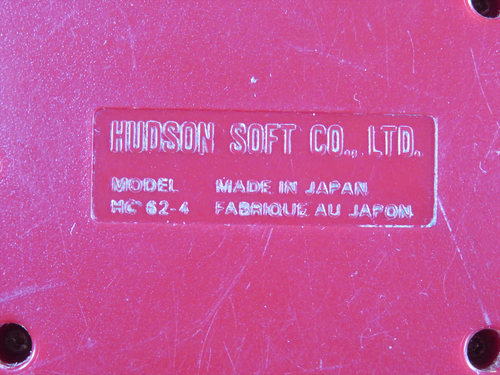 HUDSON SOFT CO., LTD.
MODEL MADE IN JAPAN
HC 62-4 FABRIQUE AU JAPON